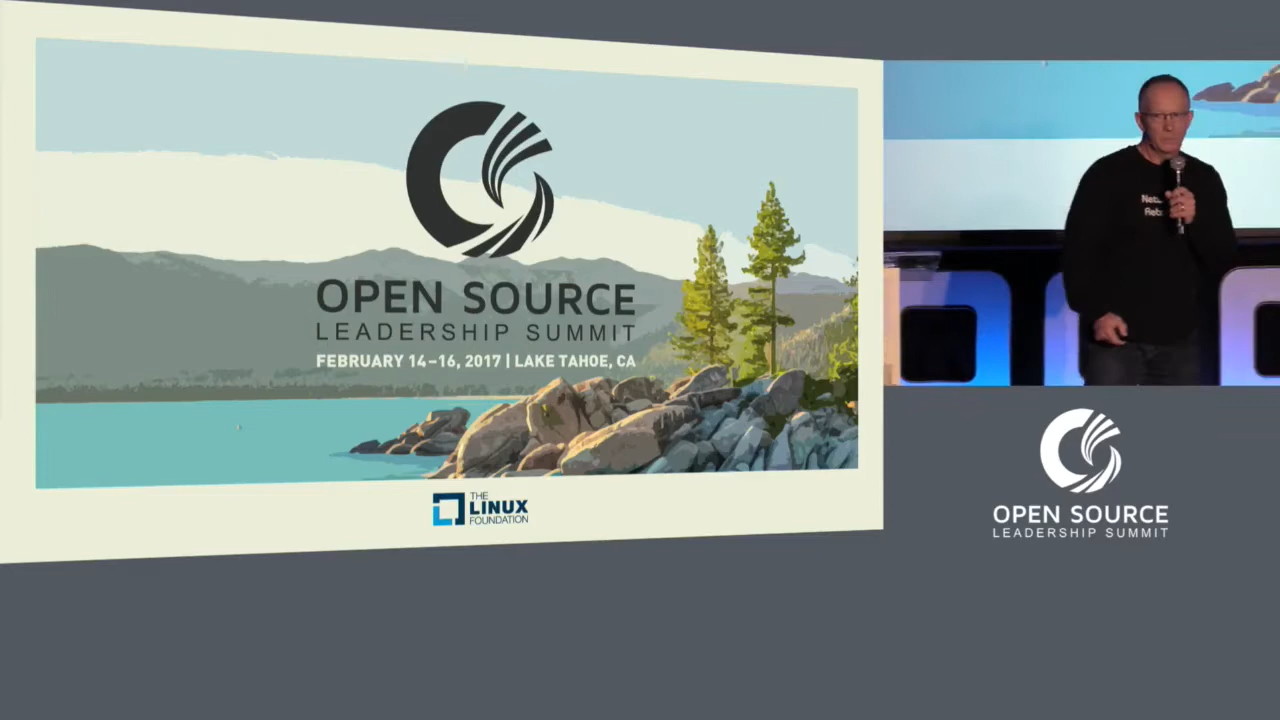 OPEN SOURCE
LEADERSHIP SUMMIT
FEBRUARY 14–16, 2017 | LAKE TAHOE, CA
THE
LINUX
FOUNDATION
OPEN SOURCE
LEADERSHIP SUMMIT